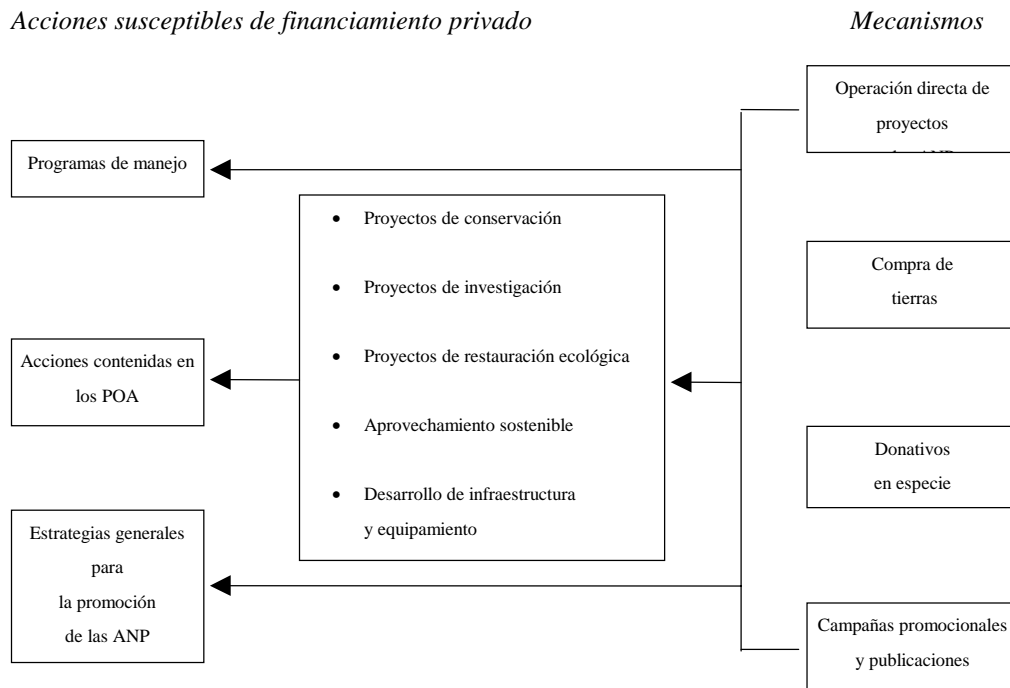 Acciones susceptibles de financiamiento privado
Mecanismos
Operación directa de
proyectos
Programas de manejo
• Proyectos de conservación
• Proyectos de investigación
• Proyectos de restauración ecológica
• Aprovechamiento sostenible
• Desarrollo de infraestructura
y equipamiento
Compra de
tierras
Acciones contenidas en
los POA
Donativos
en especie
Estrategias generales
para
la promoción
de las ANP
Campañas promocionales
y publicaciones